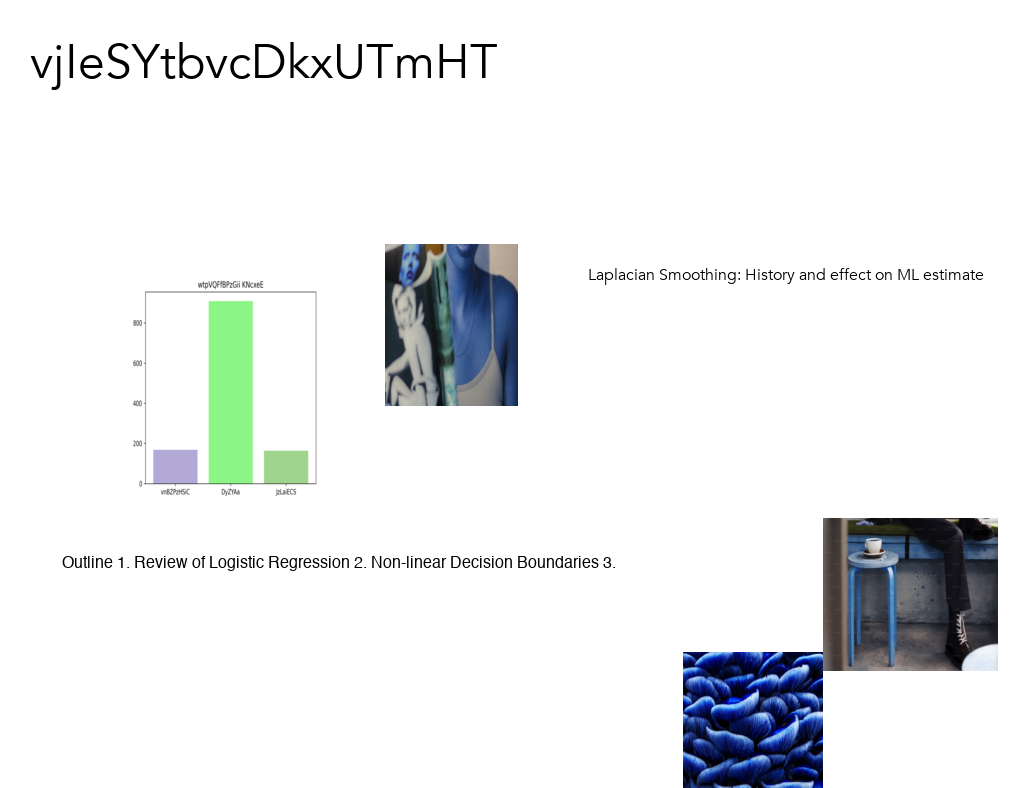 vjIeSYtbvcDkxUTmHT
Laplacian Smoothing: History and effect on ML estimate
wtpVQFfBPzGii KNcxeE
800
600
400
200
0
vnBZPzHSiC DyZYAa JzLaiECS
Outline 1. Review of Logistic Regression 2. Non-linear Decision Boundaries 3.